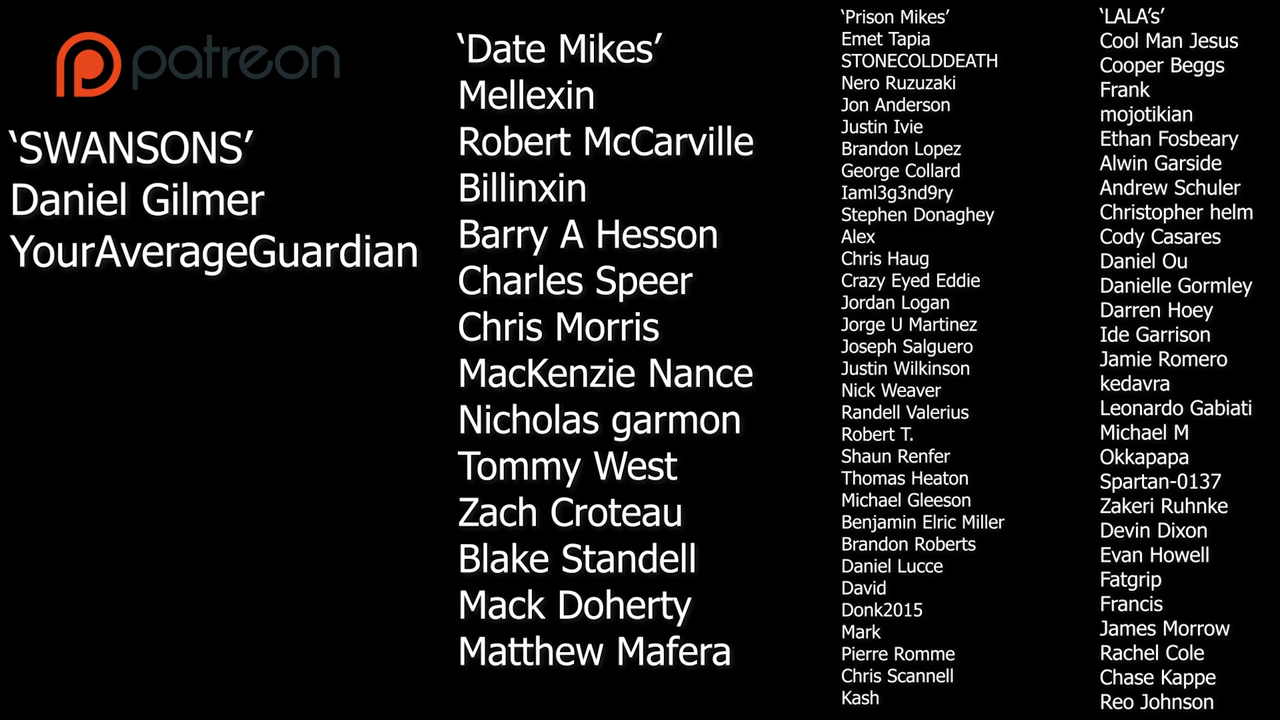 patreon
‘SWANSONS’
Daniel Gilmer
YourAverageGuardian
‘Date Mikes’
Mellexin
Robert McCarville
Billinxin
Barry A Hesson
Charles Speer
Chris Morris
MacKenzie Nance
Nicholas garmon
Tommy West
Zach Croteau
Blake Standell
Mack Doherty
Matthew Mafera
‘Prison Mikes’
Emet Tapia
STONECOLDDEATH
Nero Ruzuzaki
Jon Anderson
Justin Ivie
Brandon Lopez
George Collard
Iaml3g3nd9ry
Stephen Donaghey
Alex
Chris Haug
Crazy Eyed Eddie
Jordan Logan
Jorge U Martinez
Joseph Salguero
Justin Wilkinson
Nick Weaver
Randell Valerius
Robert T.
Shaun Renfer
Thomas Heaton
Michael Gleeson
Benjamin Elric Miller
Brandon Roberts
Daniel Lucce
David
Donk2015
Mark
Pierre Romme
Chris Scannell
Kash
‘LALA’s’
Cool Man Jesus
Cooper Beggs
Frank
mojotikian
Ethan Fosbeary
Alwin Garside
Andrew Schuler
Christopher helm
Cody Casares
Daniel Ou
Danielle Gormley
Darren Hoey
Ide Garrison
Jamie Romero
kedavra
Leonardo Gabiati
Michael M
Okkapapa
Spartan-0137
Zakeri Ruhnke
Devin Dixon
Evan Howell
Fatgrip
Francis
James Morrow
Rachel Cole
Chase Kappe
Reo Johnson